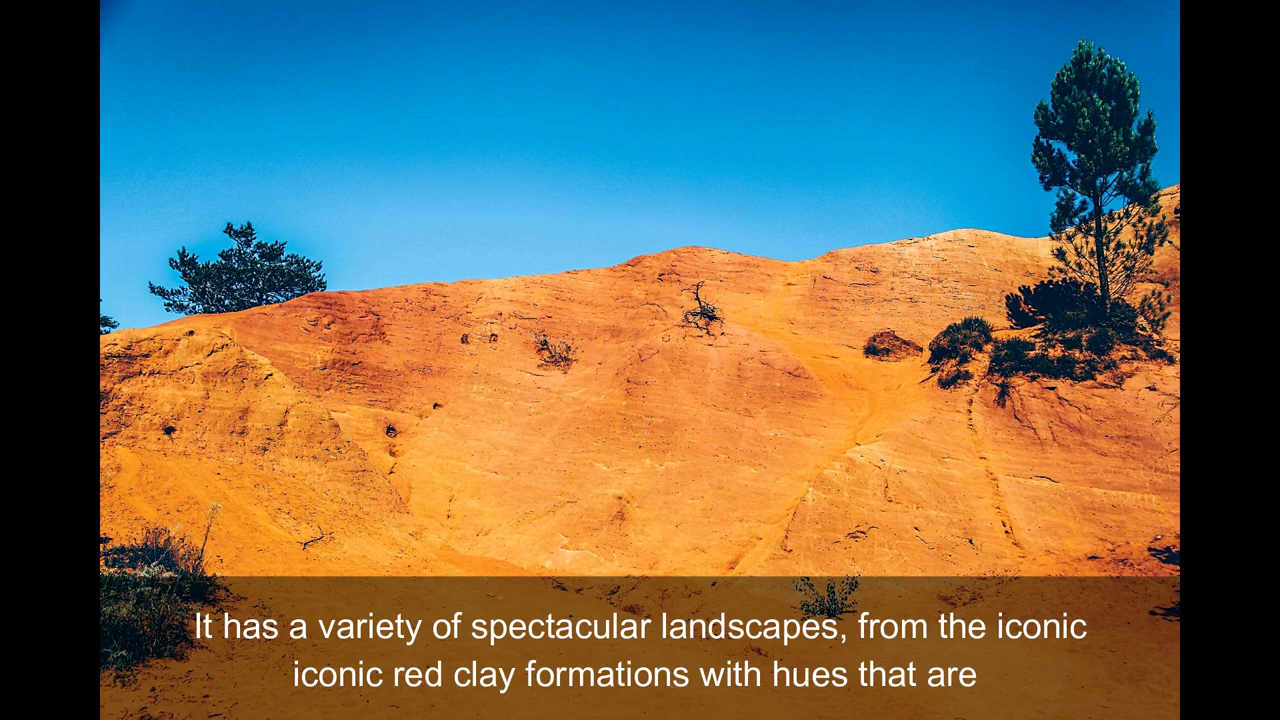 It has a variety of spectacular landscapes, from the iconic
iconic red clay formations with hues that are